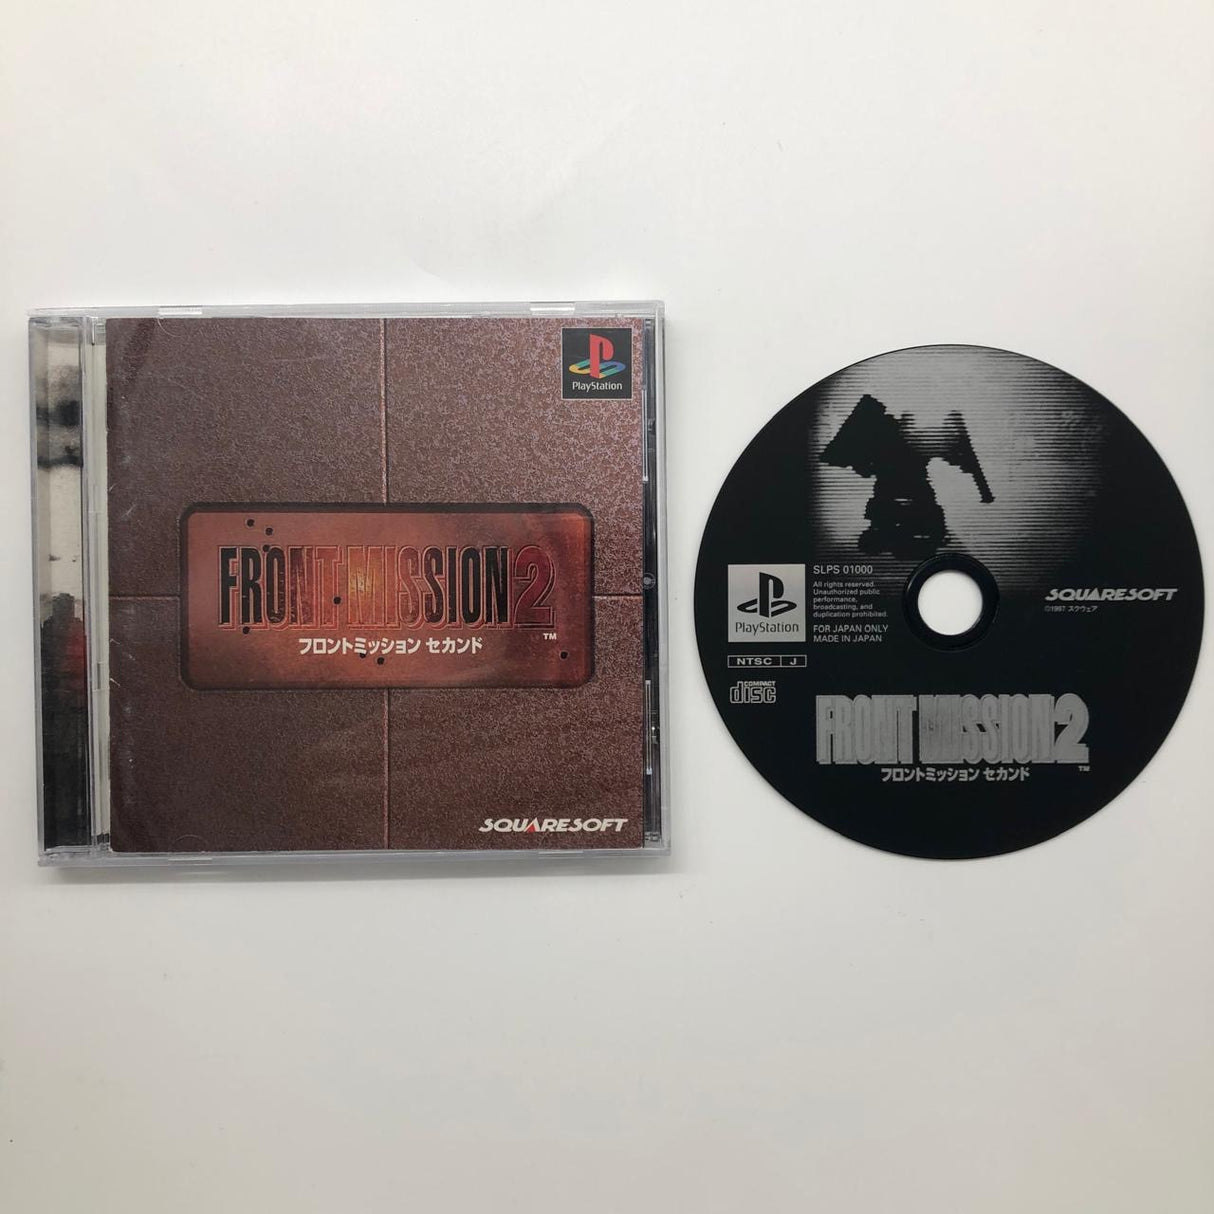 PlayStation
FRONT MISSION 2
TM
フロントミッション セカンド
SQUARESOFT
SLPS 01000
All rights reserved.
Unauthorized public
performance,
broadcasting, and
duplication prohibited.
FOR JAPAN ONLY
MADE IN JAPAN
PlayStation
NTSC J
COMPACT
disc
SQUARESOFT
©1997 スクウェア
FRONT MISSION 2
TM
フロントミッション セカンド